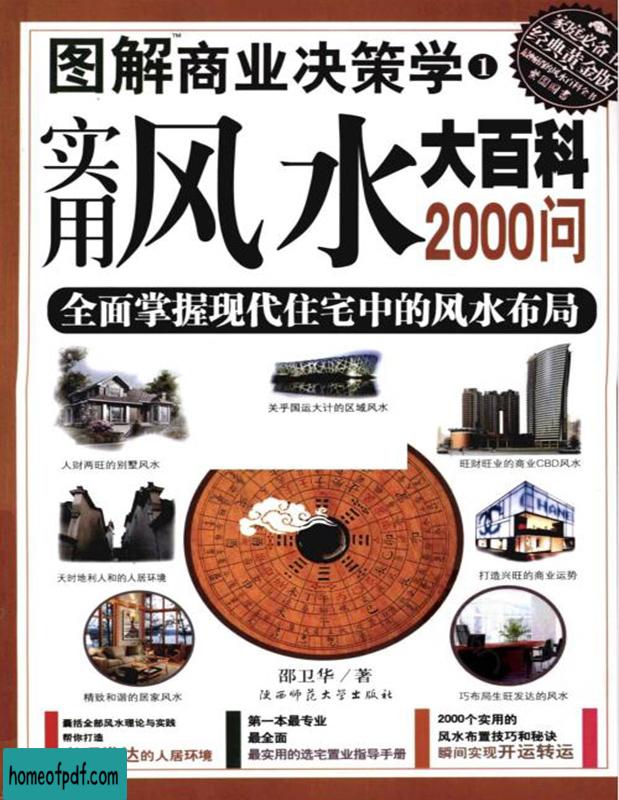 图解™商业决策学❶
家庭必备
经典黄金版
紫图图书
实用风水大百科
2000问
全面掌握现代住宅中的风水布局
关乎国运大计的区域风水
人财两旺的别墅风水
旺财旺业的商业CBD风水
天时地利人和的人居环境
CHANE
打造兴旺的商业运势
精致和谐的居家风水
巧布局生旺发达的风水
邵卫华／著
陕西师范大学出版社
囊括全部风水理论与实践
帮你打造
达的人居环境
第一本最专业
最全面
最实用的选宅置业指导手册
2000个实用的
风水布置技巧和秘诀
瞬间实现开运转运
homeofpdf.com